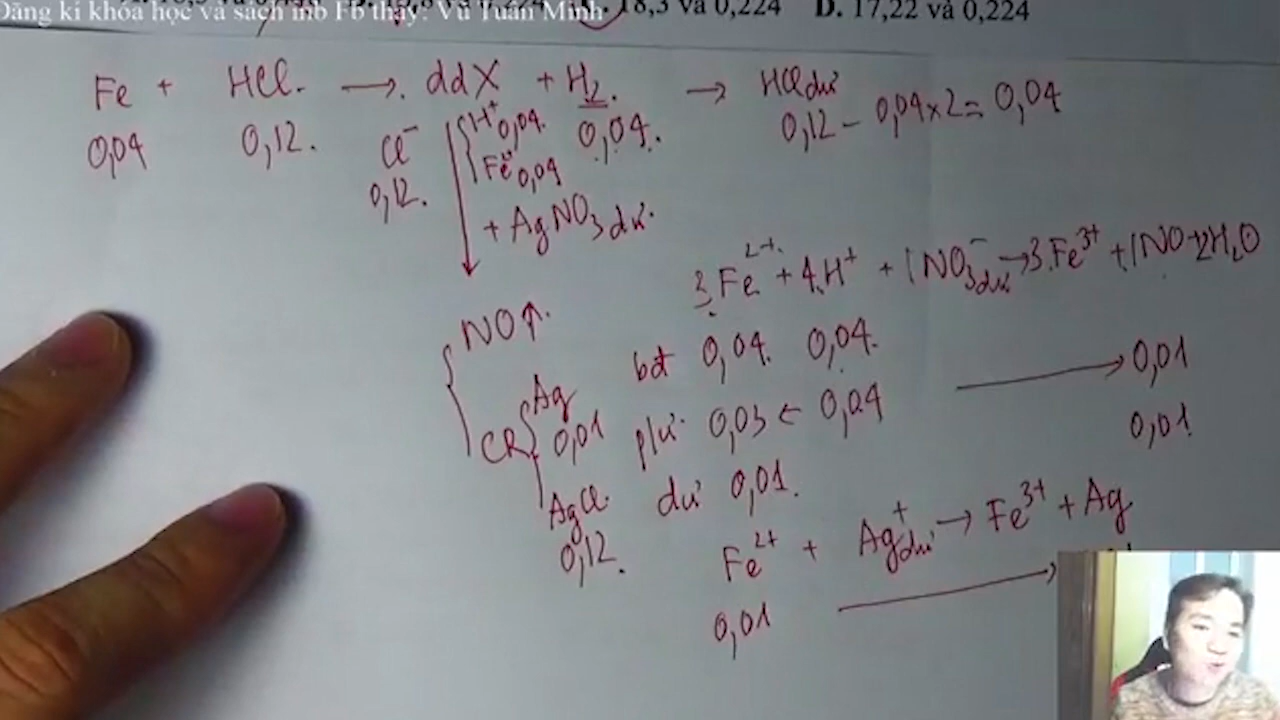 Đăng kí khóa học và sách inb Fb thầy: Vũ Tuấn Minh
18,3 và 0,224 D. 17,22 và 0,224
Fe + HCl → ddX + H2 → HCl dư
0,04 0,12 Cl⁻ H⁺ 0,04 0,04 0,12 - 0,04×2 = 0,04
0,12 Fe²⁺ 0,04
+ AgNO3 dư
3Fe²⁺ + 4H⁺ + 1NO3⁻ dư → 3Fe³⁺ + 1NO + 2H2O
NO↑ bđ 0,04 0,04 → 0,01
CR Ag 0,01 pư 0,03 ← 0,04 0,01
AgCl dư 0,01
0,12 Fe²⁺ + Ag⁺ dư → Fe³⁺ + Ag
0,01 →